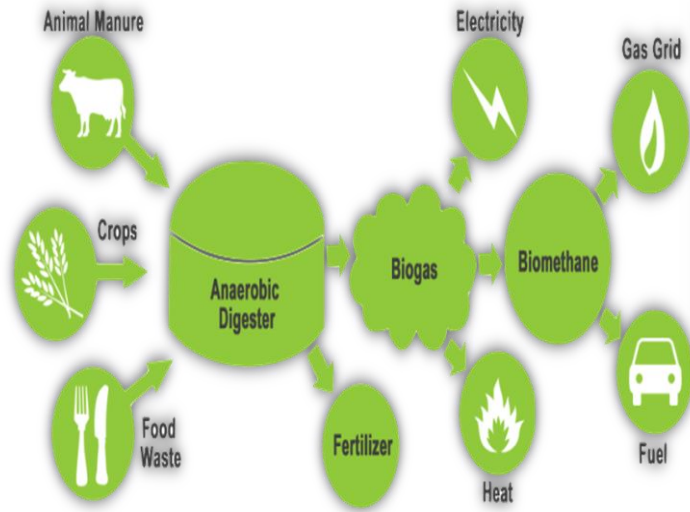 Animal Manure
Electricity
Gas Grid
Crops
Anaerobic
Digester
Biogas
Biomethane
Food
Waste
Fertilizer
Heat
Fuel